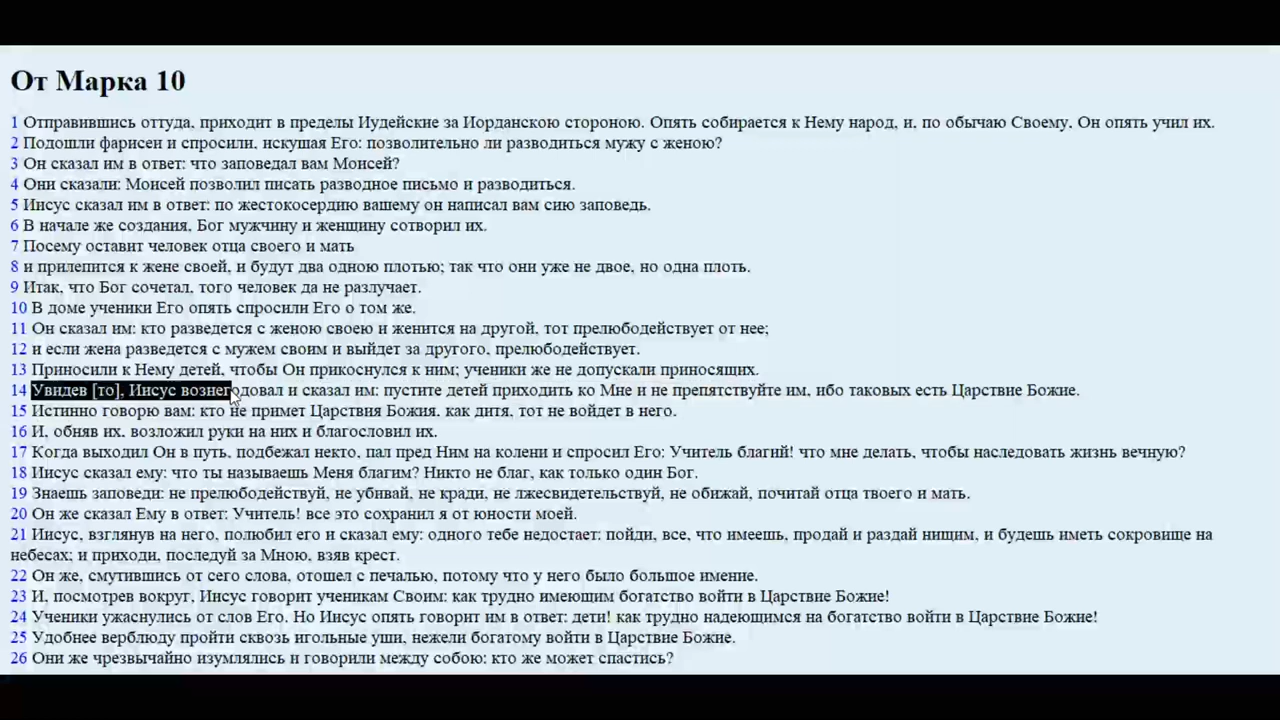 От Марка 10
1 Отправившись оттуда, приходит в пределы Иудейские за Иорданскою стороною. Опять собирается к Нему народ, и, по обычаю Своему, Он опять учил их.
2 Подошли фарисеи и спросили, искушая Его: позволительно ли разводиться мужу с женою?
3 Он сказал им в ответ: что заповедал вам Моисей?
4 Они сказали: Моисей позволил писать разводное письмо и разводиться.
5 Иисус сказал им в ответ: по жестокосердию вашему он написал вам сию заповедь.
6 В начале же создания, Бог мужчину и женщину сотворил их.
7 Посему оставит человек отца своего и мать
8 и прилепится к жене своей, и будут два одною плотью; так что они уже не двое, но одна плоть.
9 Итак, что Бог сочетал, того человек да не разлучает.
10 В доме ученики Его опять спросили Его о том же.
11 Он сказал им: кто разведется с женою своею и женится на другой, тот прелюбодействует от нее;
12 и если жена разведется с мужем своим и выйдет за другого, прелюбодействует.
13 Приносили к Нему детей, чтобы Он прикоснулся к ним; ученики же не допускали приносящих.
14 Увидев [то], Иисус вознегодовал и сказал им: пустите детей приходить ко Мне и не препятствуйте им, ибо таковых есть Царствие Божие.
15 Истинно говорю вам: кто не примет Царствия Божия, как дитя, тот не войдет в него.
16 И, обняв их, возложил руки на них и благословил их.
17 Когда выходил Он в путь, подбежал некто, пал пред Ним на колени и спросил Его: Учитель благий! что мне делать, чтобы наследовать жизнь вечную?
18 Иисус сказал ему: что ты называешь Меня благим? Никто не благ, как только один Бог.
19 Знаешь заповеди: не прелюбодействуй, не убивай, не кради, не лжесвидетельствуй, не обижай, почитай отца твоего и мать.
20 Он же сказал Ему в ответ: Учитель! все это сохранил я от юности моей.
21 Иисус, взглянув на него, полюбил его и сказал ему: одного тебе недостает: пойди, все, что имеешь, продай и раздай нищим, и будешь иметь сокровище на
небесах; и приходи, последуй за Мною, взяв крест.
22 Он же, смутившись от сего слова, отошел с печалью, потому что у него было большое имение.
23 И, посмотрев вокруг, Иисус говорит ученикам Своим: как трудно имеющим богатство войти в Царствие Божие!
24 Ученики ужаснулись от слов Его. Но Иисус опять говорит им в ответ: дети! как трудно надеющимся на богатство войти в Царствие Божие!
25 Удобнее верблюду пройти сквозь игольные уши, нежели богатому войти в Царствие Божие.
26 Они же чрезвычайно изумлялись и говорили между собою: кто же может спастись?